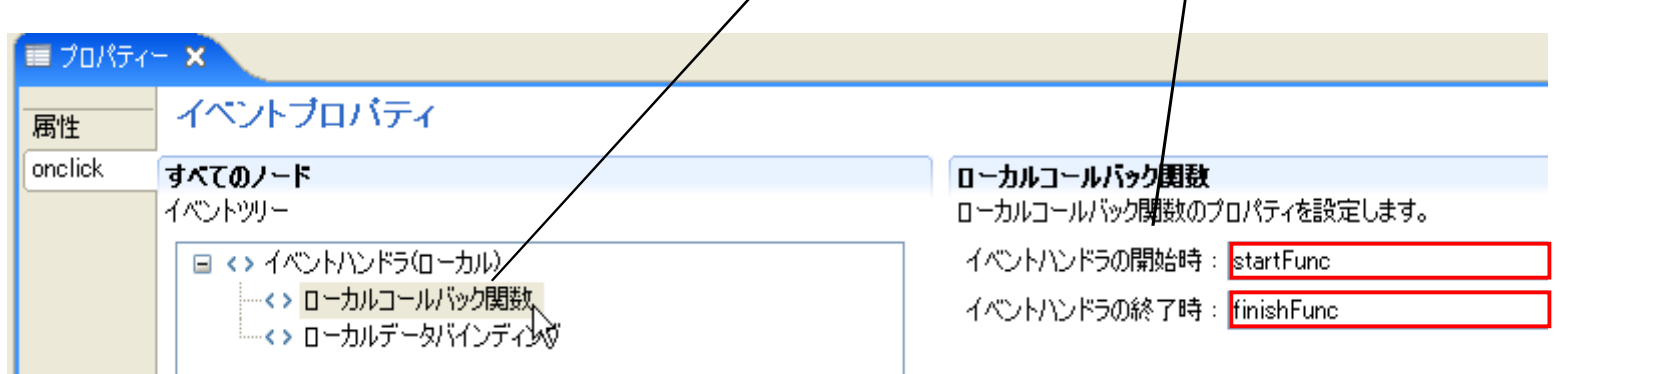 プロパティー
属性
onclick
イベントプロパティ
すべてのノード
イベントツリー
イベントハンドラ(ローカル)
ローカルコールバック関数
ローカルデータバインディング
ローカルコールバック関数
ローカルコールバック関数のプロパティを設定します。
イベントハンドラの開始時 : startFunc
イベントハンドラの終了時 : finishFunc